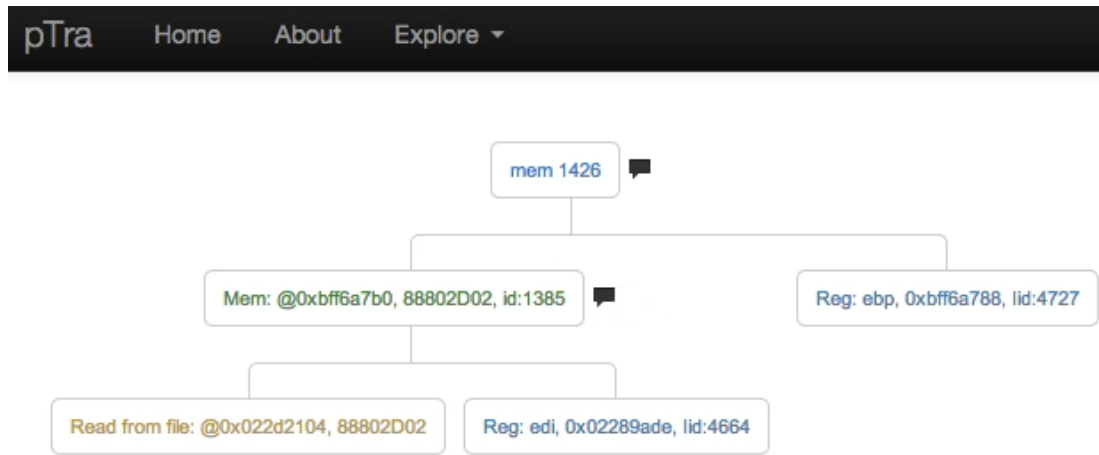 pTra Home About Explore
mem 1426
Mem: @0xbff6a7b0, 88802D02, id:1385
Reg: ebp, 0xbff6a788, lid:4727
Read from file: @0x022d2104, 88802D02
Reg: edi, 0x02289ade, lid:4664